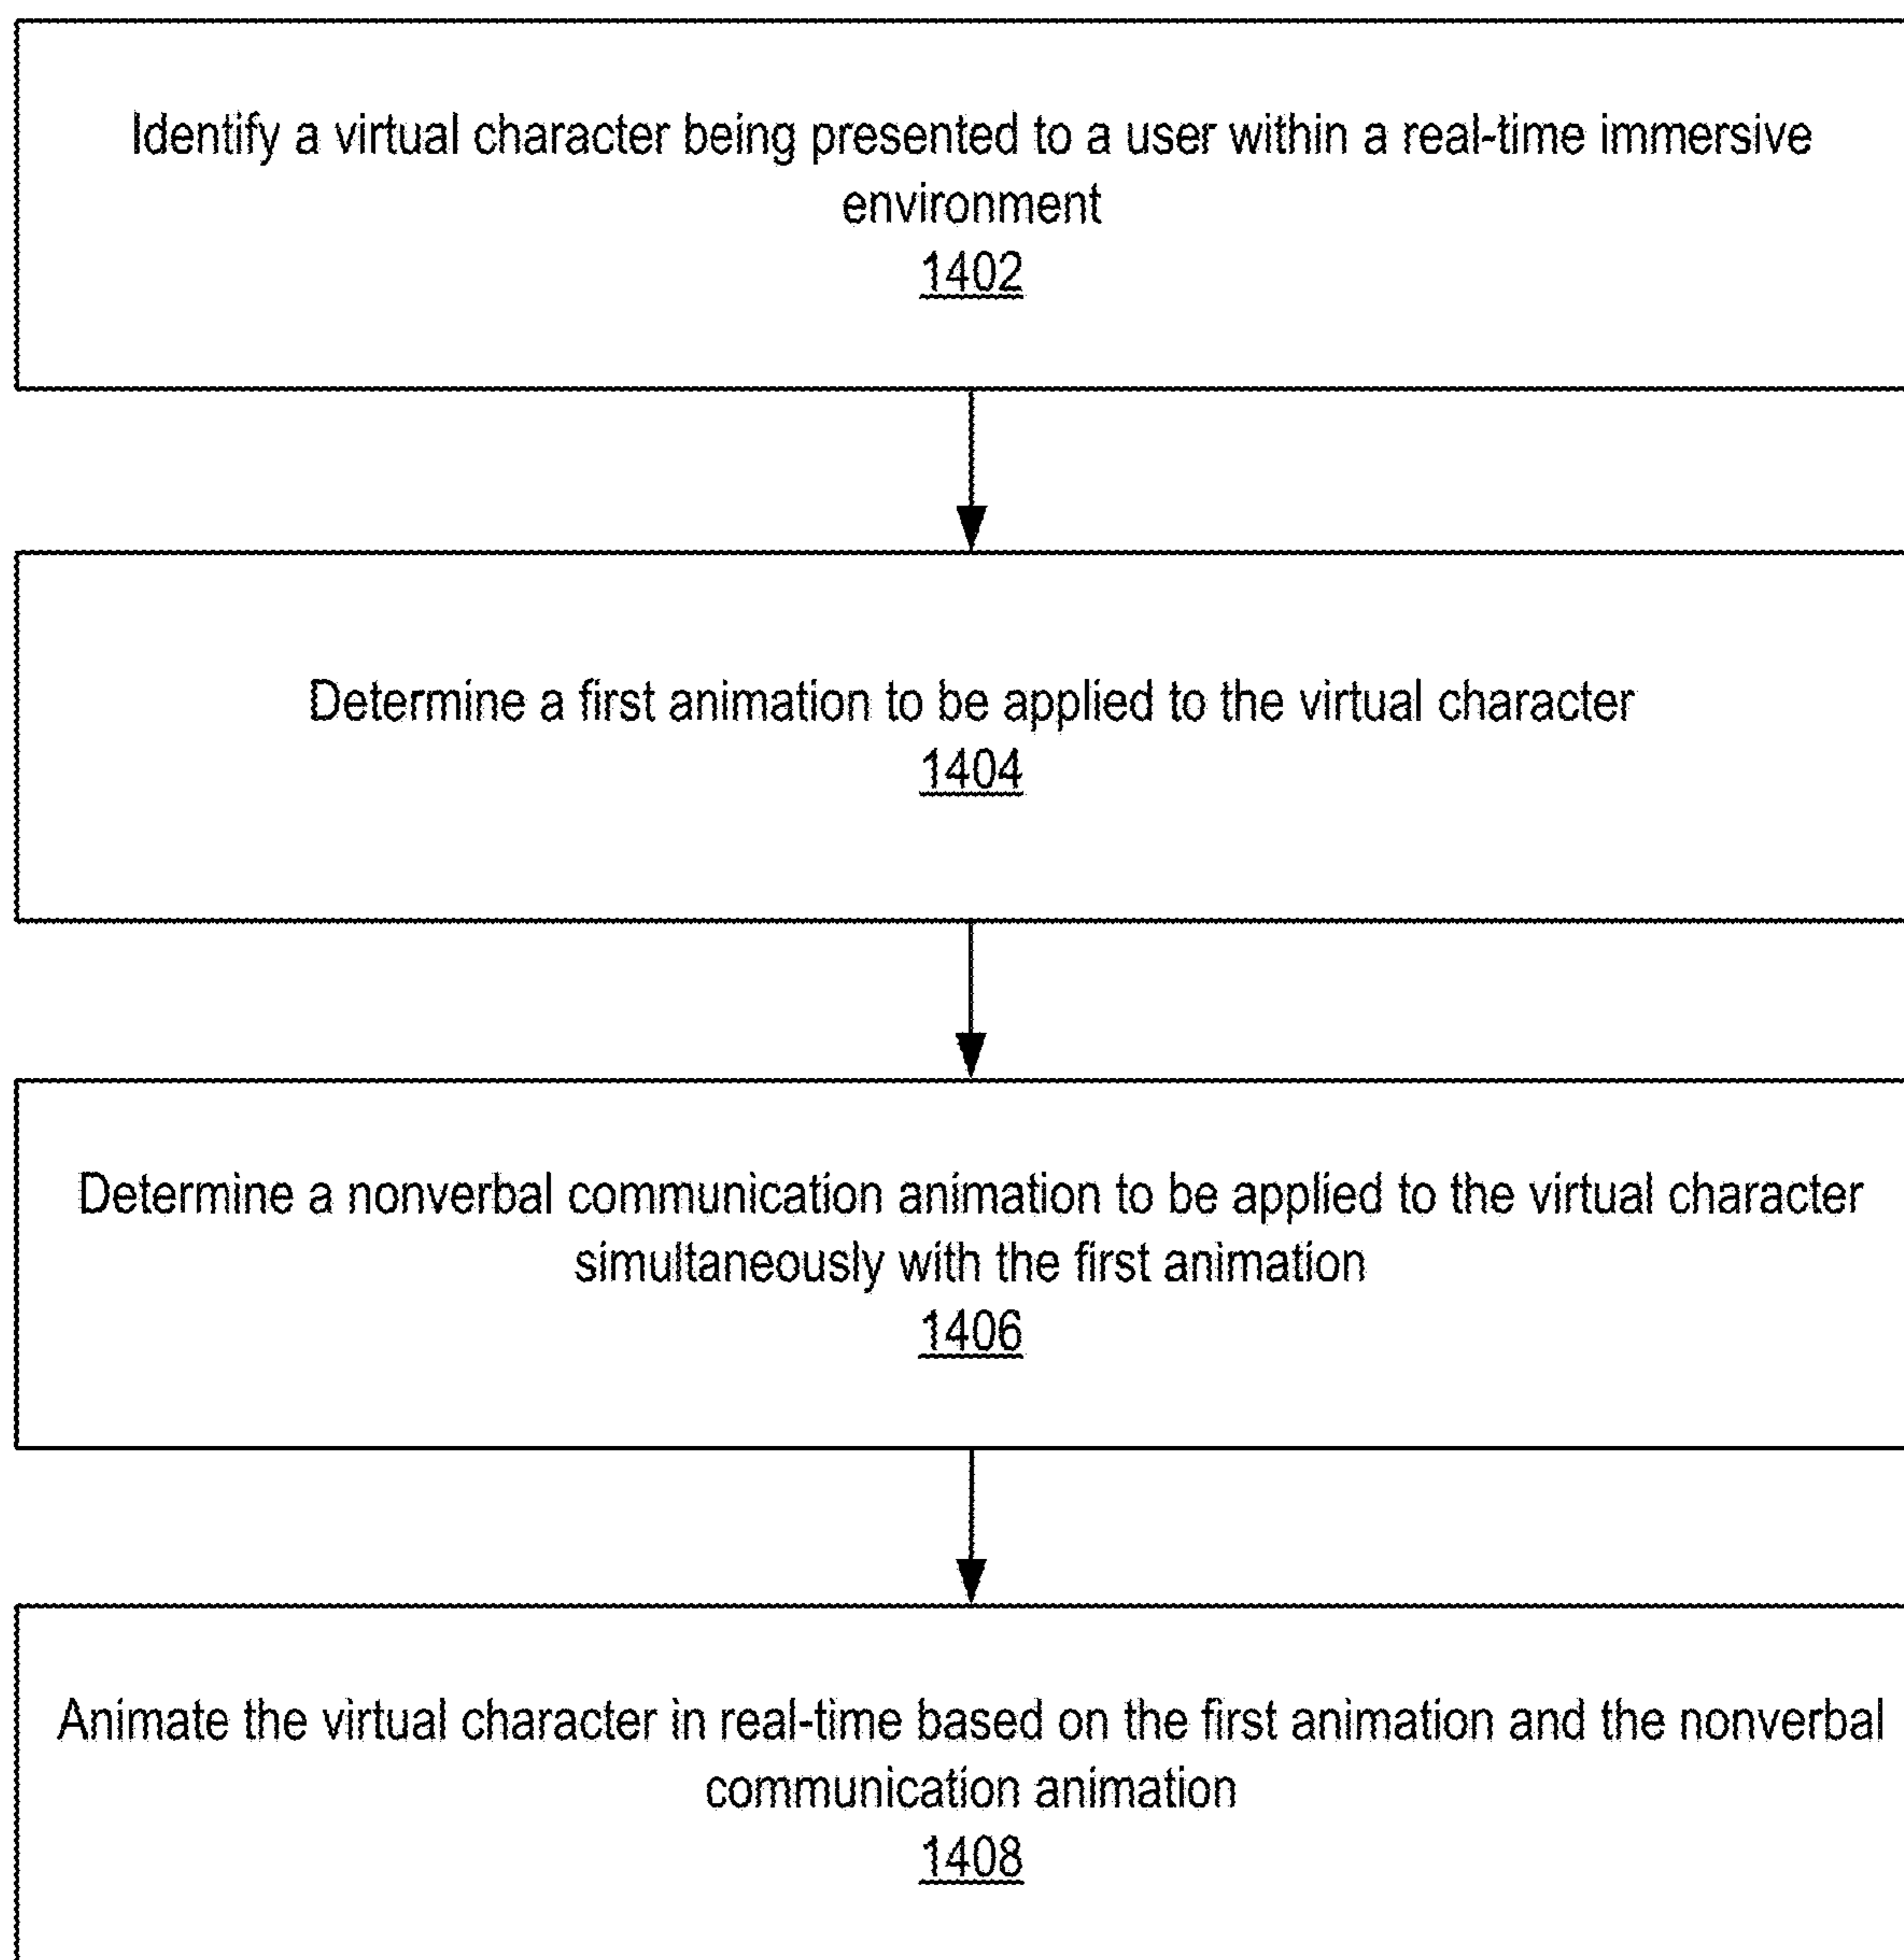 Identify a virtual character being presented to a user within a real-time immersive
environment
1402
Determine a first animation to be applied to the virtual character
1404
Determine a nonverbal communication animation to be applied to the virtual character
simultaneously with the first animation
1406
Animate the virtual character in real-time based on the first animation and the nonverbal
communication animation
1408